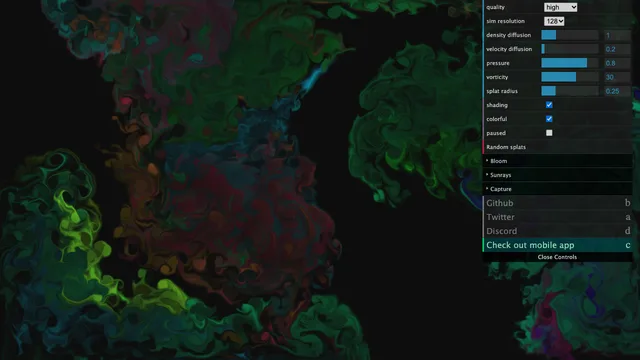 quality high
sim resolution 128
density diffusion 1
velocity diffusion 0.2
pressure 0.8
vorticity 30
splat radius 0.25
shading
colorful
paused
Random splats
Bloom
Sunrays
Capture
Github b
Twitter a
Discord d
Check out mobile app c
Close Controls